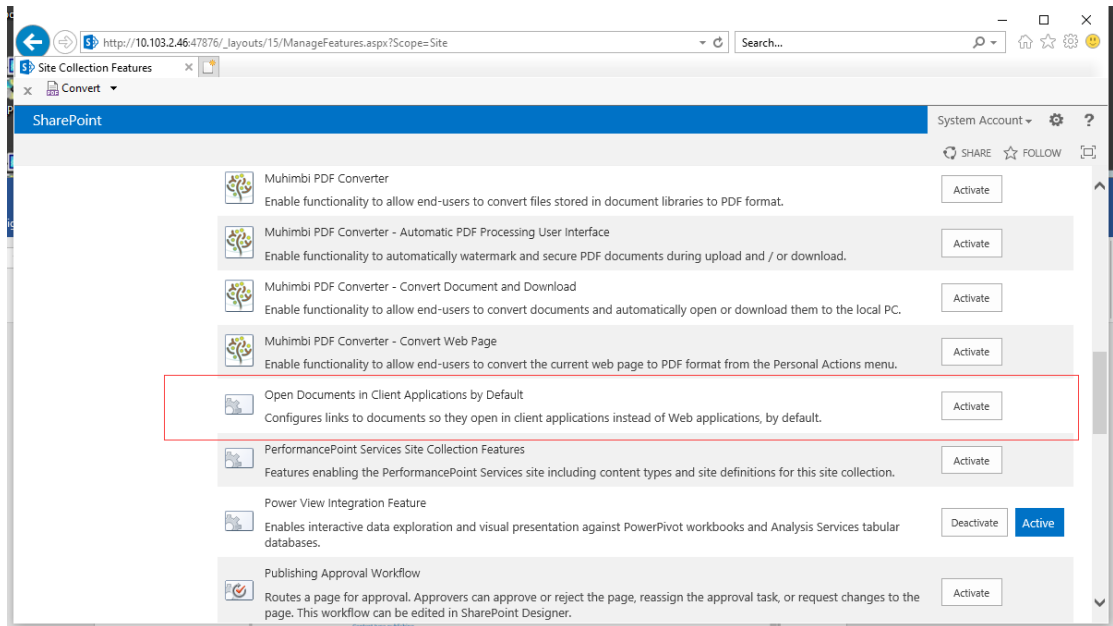 http://10.103.2.46:47876/_layouts/15/ManageFeatures.aspx?Scope=Site
Search...
Site Collection Features
x Convert
SharePoint
System Account
?
SHARE FOLLOW
Muhimbi PDF Converter
Enable functionality to allow end-users to convert files stored in document libraries to PDF format.
Activate
Muhimbi PDF Converter - Automatic PDF Processing User Interface
Enable functionality to automatically watermark and secure PDF documents during upload and / or download.
Activate
Muhimbi PDF Converter - Convert Document and Download
Enable functionality to allow end-users to convert documents and automatically open or download them to the local PC.
Activate
Muhimbi PDF Converter - Convert Web Page
Enable functionality to allow end-users to convert the current web page to PDF format from the Personal Actions menu.
Activate
Open Documents in Client Applications by Default
Configures links to documents so they open in client applications instead of Web applications, by default.
Activate
PerformancePoint Services Site Collection Features
Features enabling the PerformancePoint Services site including content types and site definitions for this site collection.
Activate
Power View Integration Feature
Enables interactive data exploration and visual presentation against PowerPivot workbooks and Analysis Services tabular
databases.
Deactivate Active
Publishing Approval Workflow
Routes a page for approval. Approvers can approve or reject the page, reassign the approval task, or request changes to the
page. This workflow can be edited in SharePoint Designer.
Activate